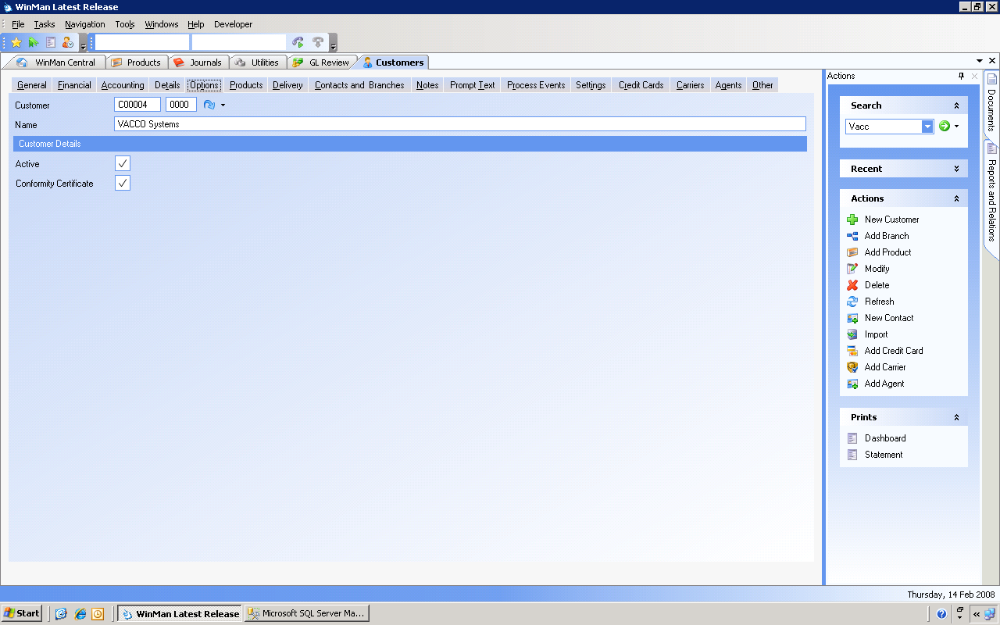 WinMan Latest Release
File Tasks Navigation Tools Windows Help Developer
WinMan Central Products Journals Utilities GL Review Customers
General Financial Accounting Details Options Products Delivery Contacts and Branches Notes Prompt Text Process Events Settings Credit Cards Carriers Agents Other
Customer C00004 0000
Name VACCO Systems
Customer Details
Active
Conformity Certificate
Actions
Search
Vacc
Recent
Actions
New Customer
Add Branch
Add Product
Modify
Delete
Refresh
New Contact
Import
Add Credit Card
Add Carrier
Add Agent
Prints
Dashboard
Statement
Documents
Reports and Relations
Thursday, 14 Feb 2008
Start WinMan Latest Release Microsoft SQL Server Ma...